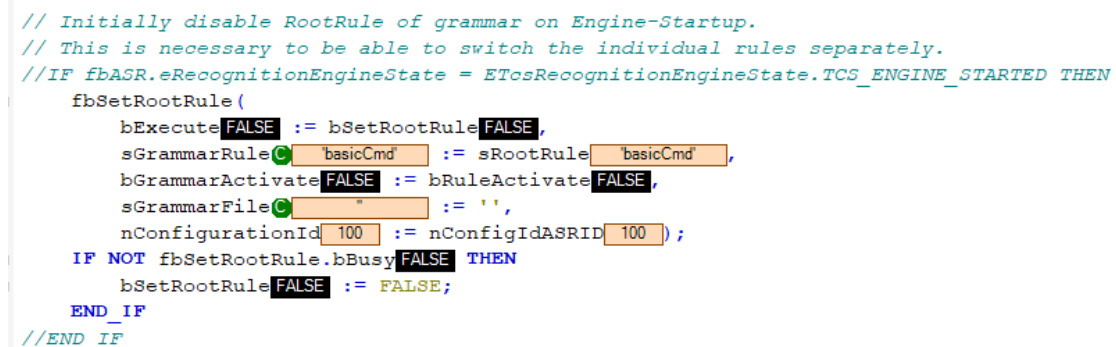 // Initially disable RootRule of grammar on Engine-Startup.
// This is necessary to be able to switch the individual rules separately.
//IF fbASR.eRecognitionEngineState = ETcsRecognitionEngineState.TCS_ENGINE_STARTED THEN
fbSetRootRule(
bExecute FALSE := bSetRootRule FALSE ,
sGrammarRule C 'basicCmd' := sRootRule 'basicCmd' ,
bGrammarActivate FALSE := bRuleActivate FALSE ,
sGrammarFile C '' := '',
nConfigurationId 100 := nConfigIdASRID 100 );
IF NOT fbSetRootRule.bBusy FALSE THEN
bSetRootRule FALSE := FALSE;
END_IF
//END IF